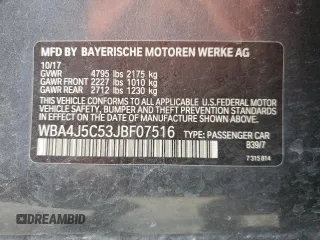 MFD BY BAYERISCHE MOTOREN WERKE AG
10/17
GVWR 4795 lbs 2175 kg
GAWR FRONT 2227 lbs 1010 kg
GAWR REAR 2712 lbs 1230 kg
THIS VEHICLE CONFORMS TO ALL APPLICABLE
U.S. FEDERAL MOTOR VEHICLE SAFETY,
BUMPER AND THEFT PREVENTION STANDARDS
IN EFFECT ON THE DATE OF
MANUFACTURE SHOWN ABOVE.
WBA4J5C53JBF07516 TYPE: PASSENGER CAR
B39/7
7 315 814
DREAMBID